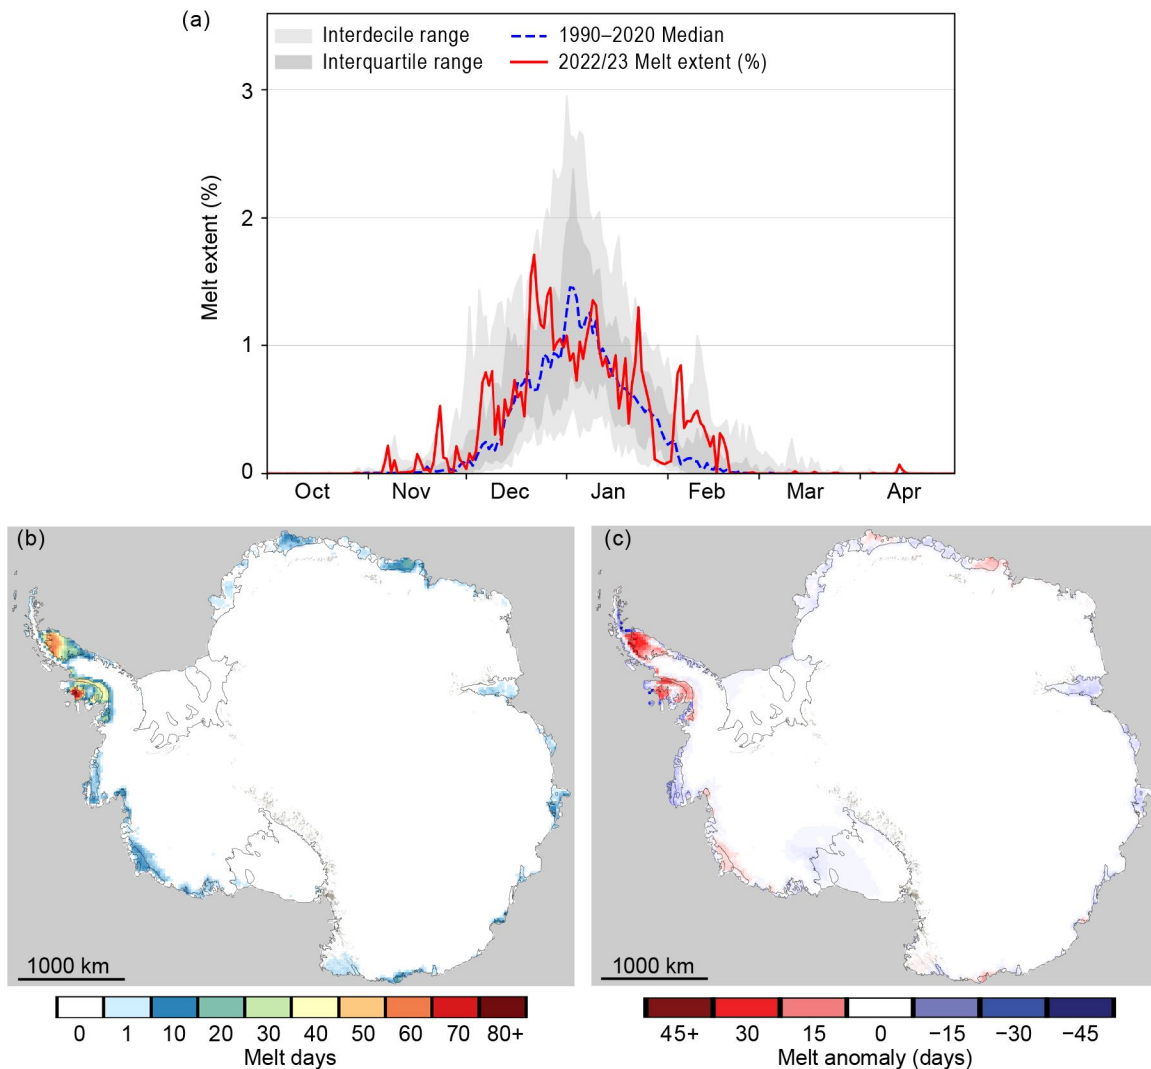 (a)
Interdecile range
1990–2020 Median
Interquartile range
2022/23 Melt extent (%)
Melt extent (%)
3
2
1
0
Oct Nov Dec Jan Feb Mar Apr
(b)
(c)
1000 km
1000 km
0 1 10 20 30 40 50 60 70 80+
Melt days
45+ 30 15 0 −15 −30 −45
Melt anomaly (days)